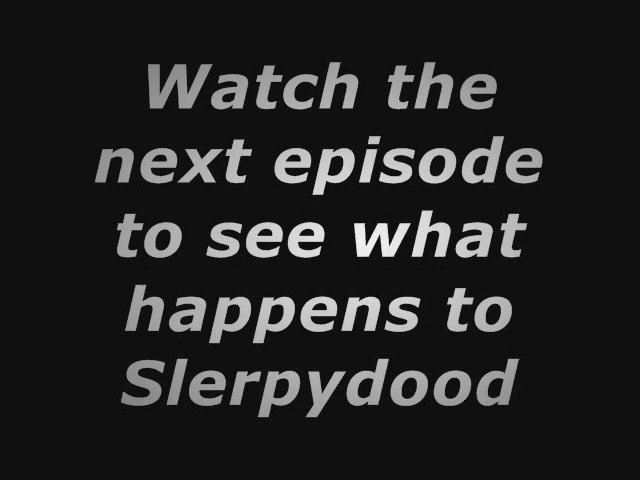 Watch the
next episode
to see what
happens to
Slerpydood